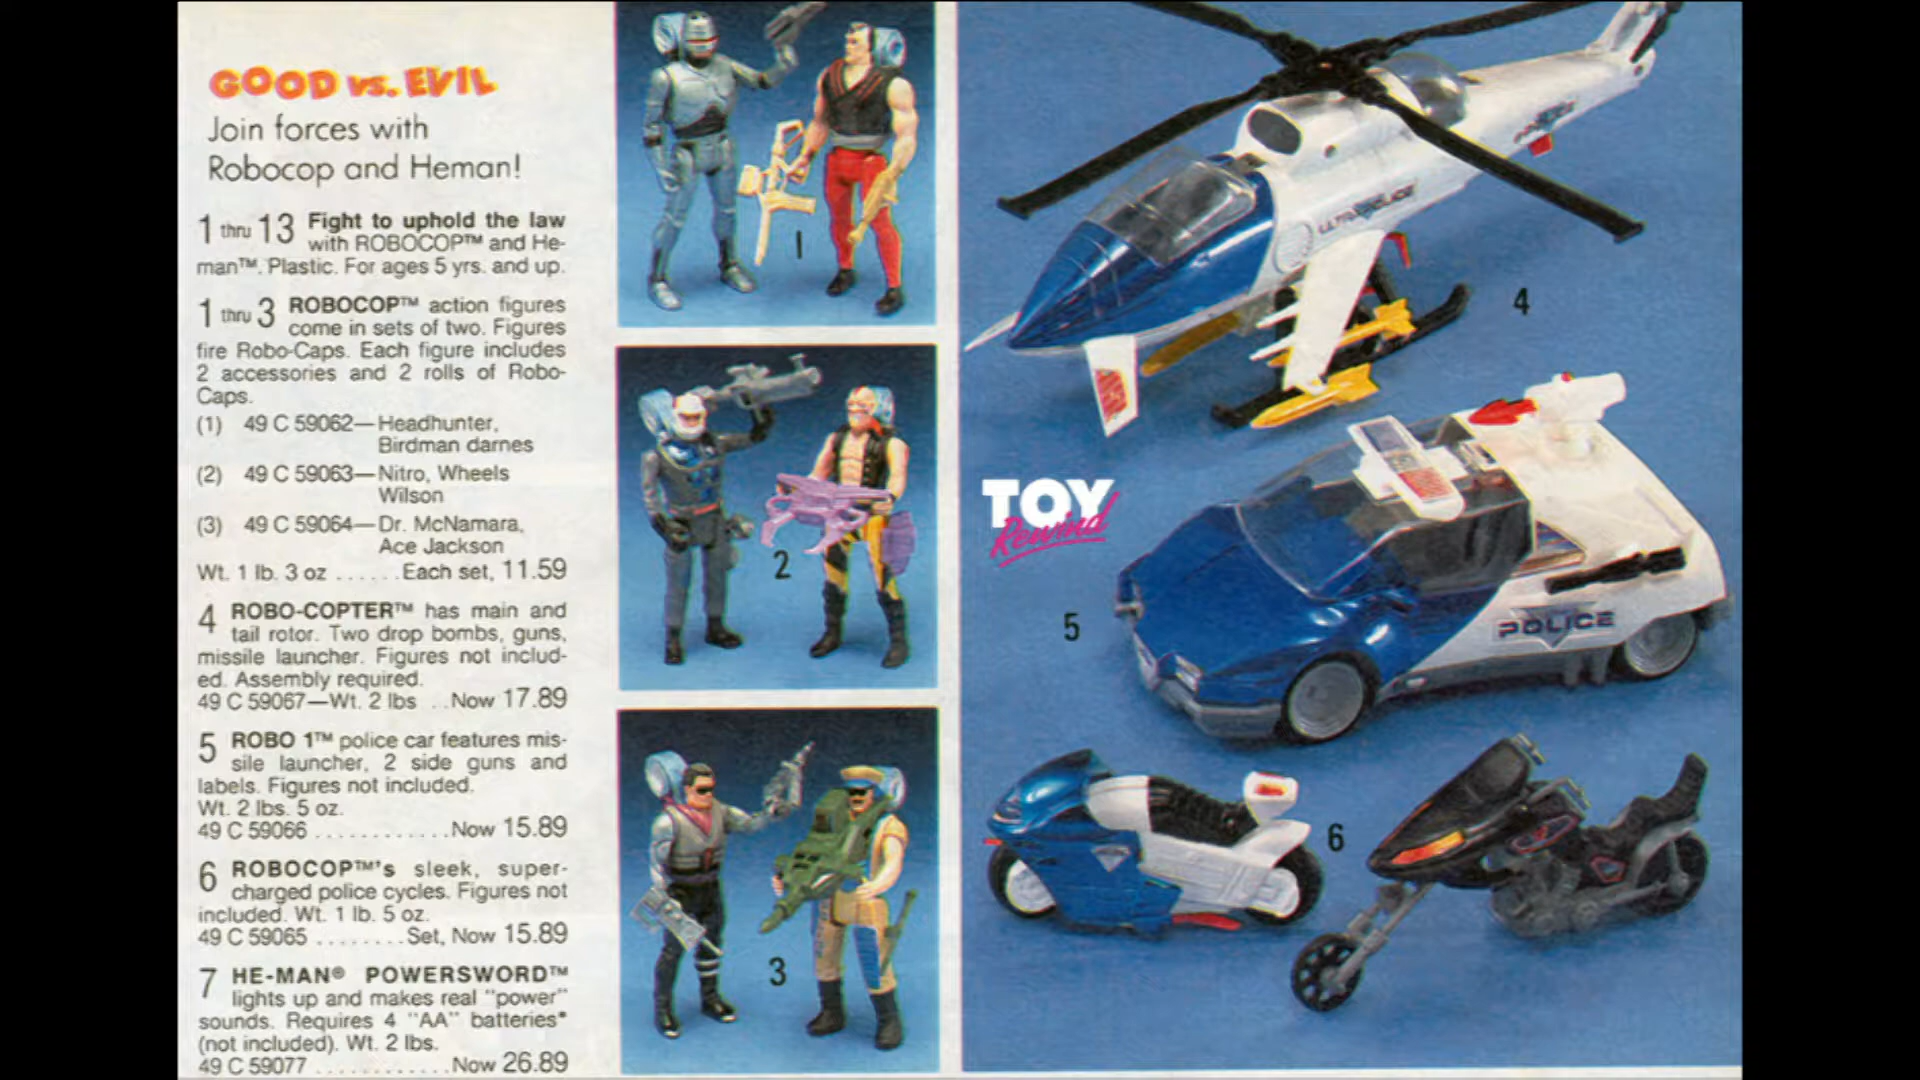 GOOD vs. EVIL
Join forces with
Robocop and Heman!
1 thru 13 Fight to uphold the law
with ROBOCOP™ and He-
man™. Plastic. For ages 5 yrs. and up.
1 thru 3 ROBOCOP™ action figures
come in sets of two. Figures
fire Robo-Caps. Each figure includes
2 accessories and 2 rolls of Robo-
Caps.
(1) 49 C 59062—Headhunter,
Birdman darnes
(2) 49 C 59063—Nitro, Wheels
Wilson
(3) 49 C 59064—Dr. McNamara,
Ace Jackson
Wt. 1 lb. 3 oz ......Each set, 11.59
4 ROBO-COPTER™ has main and
tail rotor. Two drop bombs, guns,
missile launcher. Figures not includ-
ed. Assembly required.
49 C 59067—Wt. 2 lbs ..Now 17.89
5 ROBO 1™ police car features mis-
sile launcher, 2 side guns and
labels. Figures not included.
Wt. 2 lbs. 5 oz.
49 C 59066 ............Now 15.89
6 ROBOCOP™'s sleek, super-
charged police cycles. Figures not
included. Wt. 1 lb. 5 oz.
49 C 59065 ........Set, Now 15.89
7 HE-MAN® POWERSWORD™
lights up and makes real "power"
sounds. Requires 4 "AA" batteries*
(not included). Wt. 2 lbs.
49 C 59077 ............Now 26.89
1
2
3
ULTRA POLICE
4
TOY
Rewind
5
POLICE
6